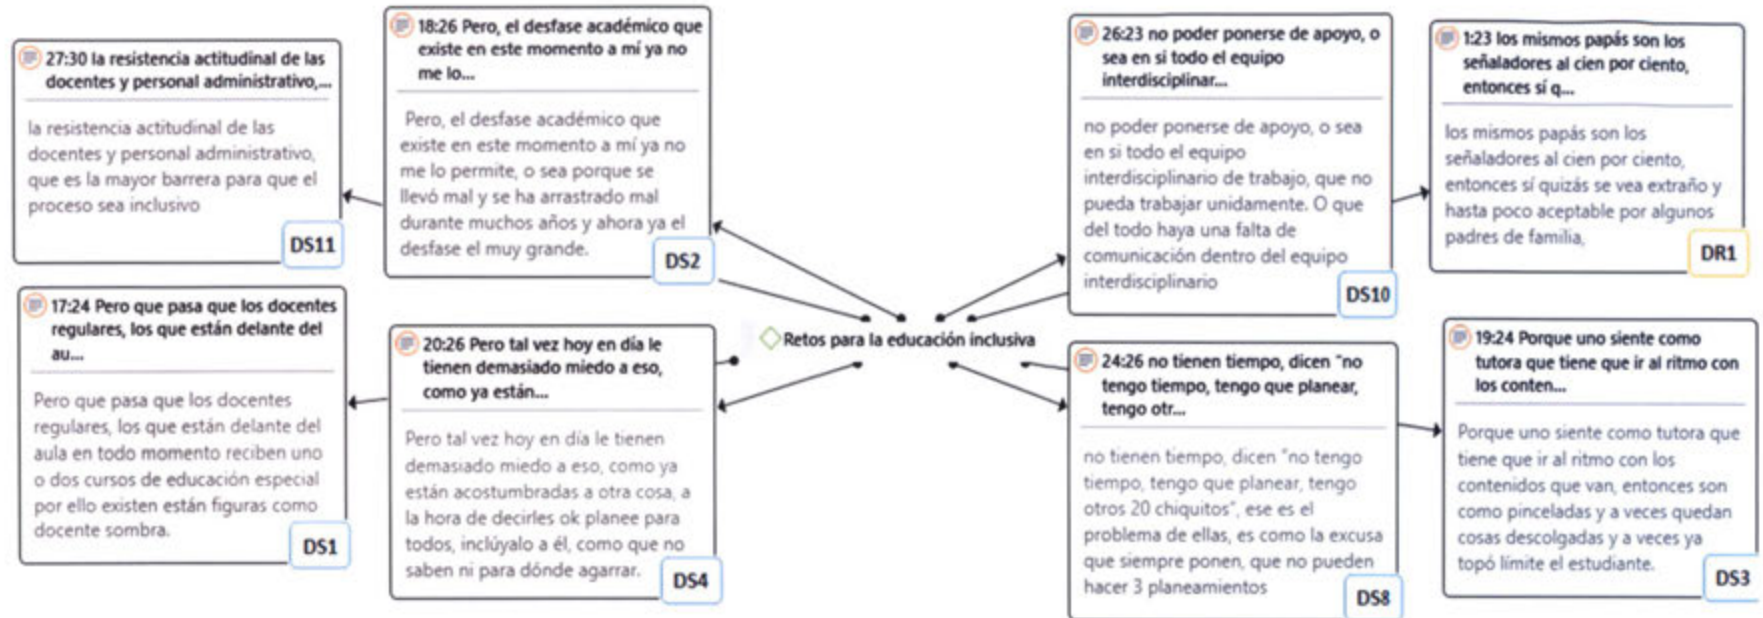 27:30 la resistencia actitudinal de las
docentes y personal administrativo,...
la resistencia actitudinal de las
docentes y personal administrativo,
que es la mayor barrera para que el
proceso sea inclusivo
DS11
18:26 Pero, el desfase académico que
existe en este momento a mí ya no
me lo...
Pero, el desfase académico que
existe en este momento a mí ya no
me lo permite, o sea porque se
llevó mal y se ha arrastrado mal
durante muchos años y ahora ya el
desfase el muy grande.
DS2
17:24 Pero que pasa que los docentes
regulares, los que están delante del
au...
Pero que pasa que los docentes
regulares, los que están delante del
aula en todo momento reciben uno
o dos cursos de educación especial
por ello existen están figuras como
docente sombra.
DS1
20:26 Pero tal vez hoy en día le
tienen demasiado miedo a eso,
como ya están...
Pero tal vez hoy en día le tienen
demasiado miedo a eso, como ya
están acostumbradas a otra cosa, a
la hora de decirles ok planee para
todos, inclúyalo a él, como que no
saben ni para dónde agarrar.
DS4
Retos para la educación inclusiva
26:23 no poder ponerse de apoyo, o
sea en si todo el equipo
interdisciplinar...
no poder ponerse de apoyo, o sea
en si todo el equipo
interdisciplinario de trabajo, que no
pueda trabajar unidamente. O que
del todo haya una falta de
comunicación dentro del equipo
interdisciplinario
DS10
1:23 los mismos papás son los
señaladores al cien por ciento,
entonces sí q...
los mismos papás son los
señaladores al cien por ciento,
entonces sí quizás se vea extraño y
hasta poco aceptable por algunos
padres de familia,
DR1
24:26 no tienen tiempo, dicen "no
tengo tiempo, tengo que planear,
tengo otr...
no tienen tiempo, dicen "no tengo
tiempo, tengo que planear, tengo
otros 20 chiquitos", ese es el
problema de ellas, es como la excusa
que siempre ponen, que no pueden
hacer 3 planeamientos
DS8
19:24 Porque uno siente como
tutora que tiene que ir al ritmo con
los conten...
Porque uno siente como tutora que
tiene que ir al ritmo con los
contenidos que van, entonces son
como pinceladas y a veces quedan
cosas descolgadas y a veces ya
topó límite el estudiante.
DS3